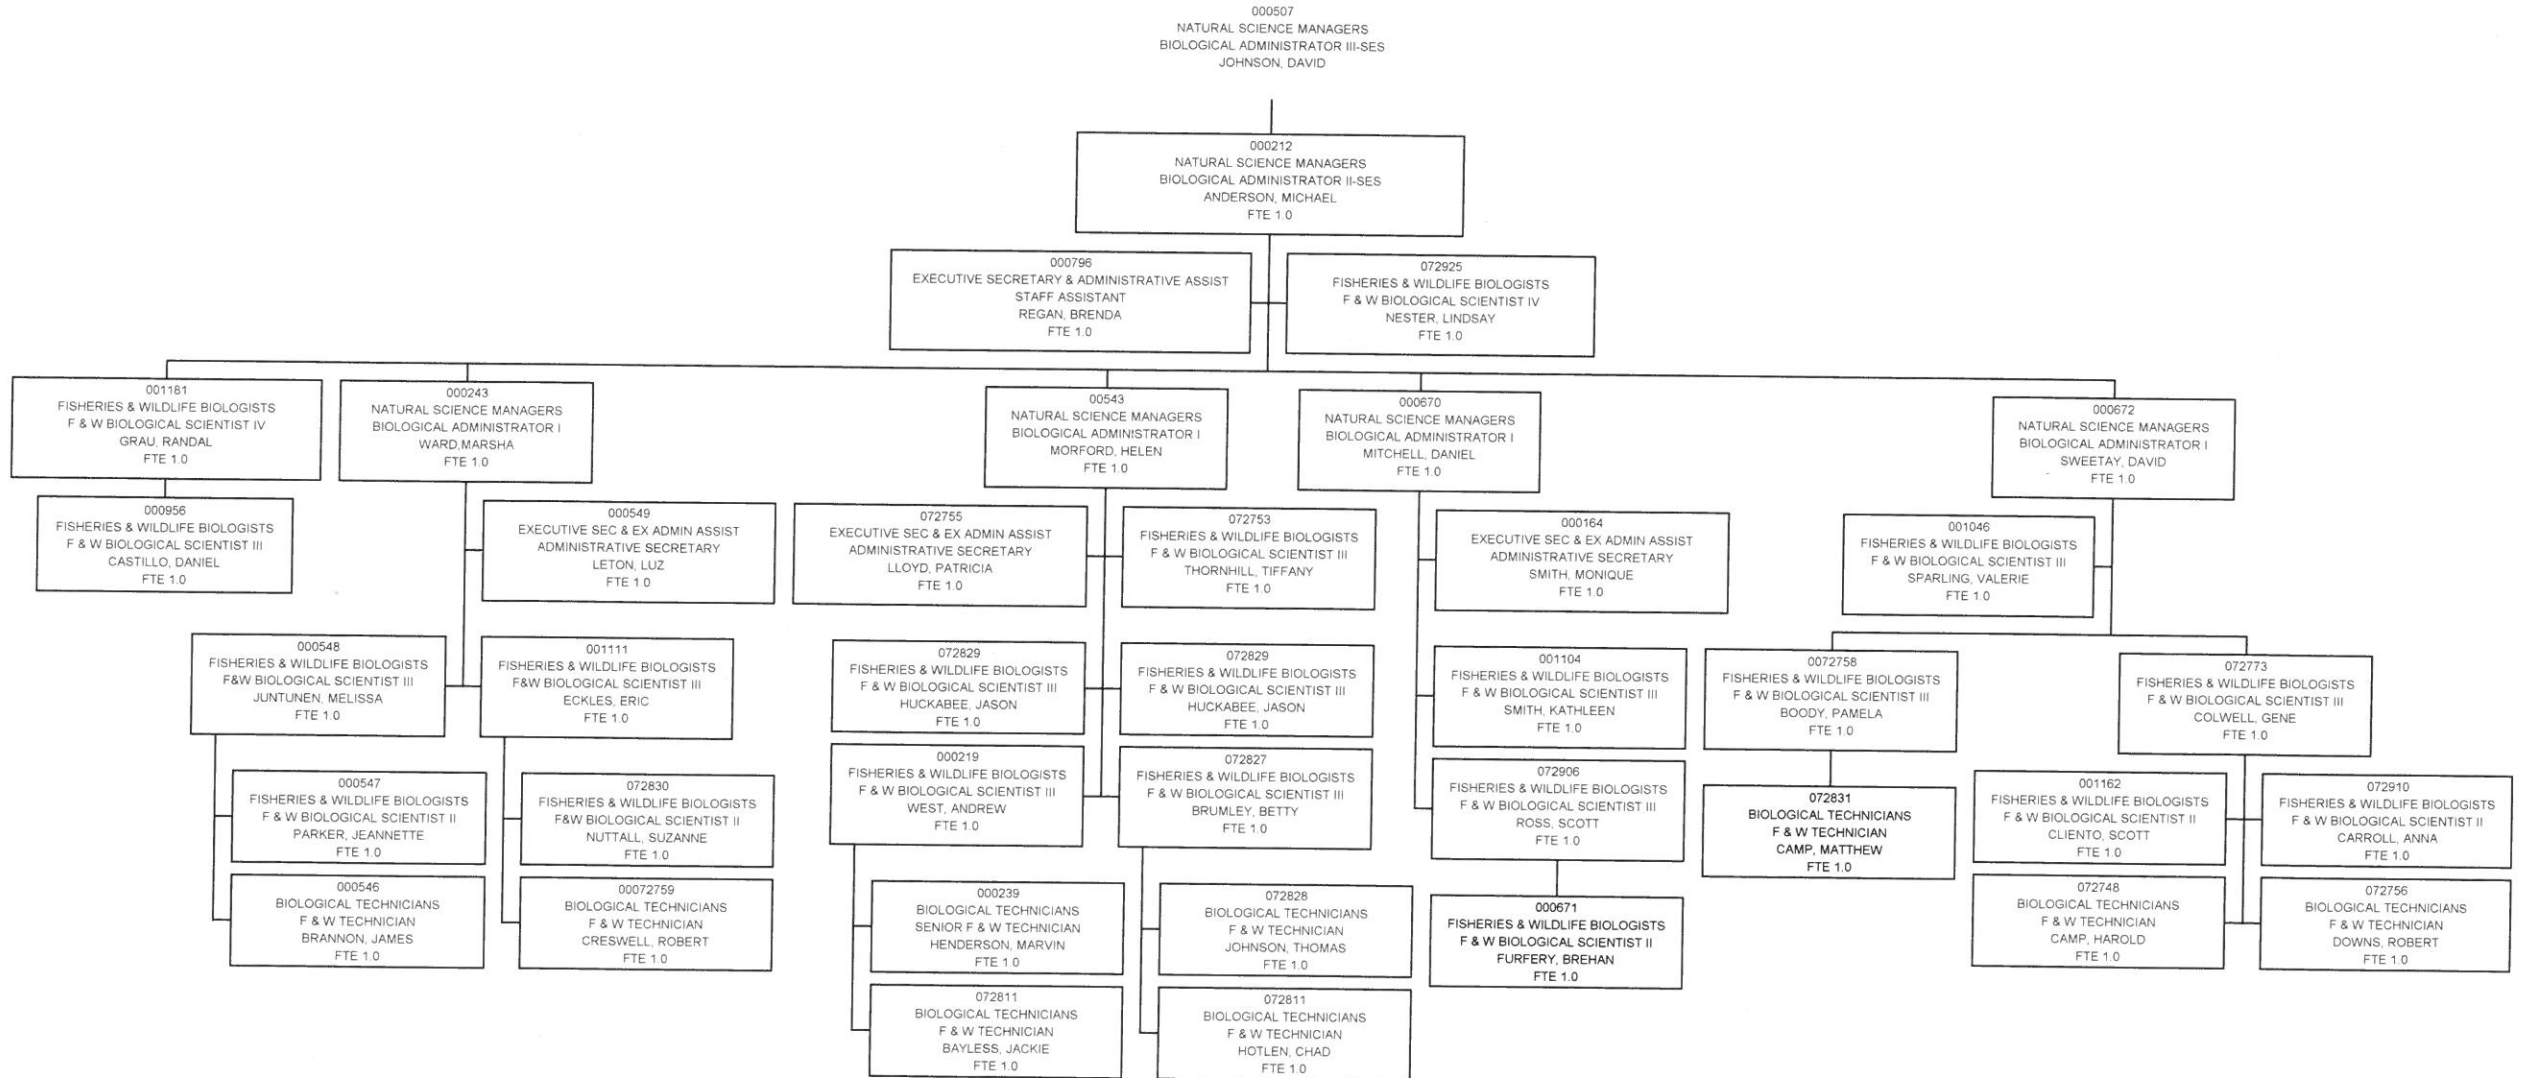 000507
NATURAL SCIENCE MANAGERS
BIOLOGICAL ADMINISTRATOR III-SES
JOHNSON, DAVID
000212
NATURAL SCIENCE MANAGERS
BIOLOGICAL ADMINISTRATOR II-SES
ANDERSON, MICHAEL
FTE 1.0
000796
EXECUTIVE SECRETARY & ADMINISTRATIVE ASSIST
STAFF ASSISTANT
REGAN, BRENDA
FTE 1.0
072925
FISHERIES & WILDLIFE BIOLOGISTS
F & W BIOLOGICAL SCIENTIST IV
NESTER, LINDSAY
FTE 1.0
001181
FISHERIES & WILDLIFE BIOLOGISTS
F & W BIOLOGICAL SCIENTIST IV
GRAU, RANDAL
FTE 1.0
000243
NATURAL SCIENCE MANAGERS
BIOLOGICAL ADMINISTRATOR I
WARD,MARSHA
FTE 1.0
00543
NATURAL SCIENCE MANAGERS
BIOLOGICAL ADMINISTRATOR I
MORFORD, HELEN
FTE 1.0
000670
NATURAL SCIENCE MANAGERS
BIOLOGICAL ADMINISTRATOR I
MITCHELL, DANIEL
FTE 1.0
000672
NATURAL SCIENCE MANAGERS
BIOLOGICAL ADMINISTRATOR I
SWEETAY, DAVID
FTE 1.0
000956
FISHERIES & WILDLIFE BIOLOGISTS
F & W BIOLOGICAL SCIENTIST III
CASTILLO, DANIEL
FTE 1.0
000549
EXECUTIVE SEC & EX ADMIN ASSIST
ADMINISTRATIVE SECRETARY
LETON, LUZ
FTE 1.0
072755
EXECUTIVE SEC & EX ADMIN ASSIST
ADMINISTRATIVE SECRETARY
LLOYD, PATRICIA
FTE 1.0
072753
FISHERIES & WILDLIFE BIOLOGISTS
F & W BIOLOGICAL SCIENTIST III
THORNHILL, TIFFANY
FTE 1.0
000164
EXECUTIVE SEC & EX ADMIN ASSIST
ADMINISTRATIVE SECRETARY
SMITH, MONIQUE
FTE 1.0
001046
FISHERIES & WILDLIFE BIOLOGISTS
F & W BIOLOGICAL SCIENTIST III
SPARLING, VALERIE
FTE 1.0
000548
FISHERIES & WILDLIFE BIOLOGISTS
F&W BIOLOGICAL SCIENTIST III
JUNTUNEN, MELISSA
FTE 1.0
001111
FISHERIES & WILDLIFE BIOLOGISTS
F&W BIOLOGICAL SCIENTIST III
ECKLES, ERIC
FTE 1.0
072829
FISHERIES & WILDLIFE BIOLOGISTS
F & W BIOLOGICAL SCIENTIST III
HUCKABEE, JASON
FTE 1.0
072829
FISHERIES & WILDLIFE BIOLOGISTS
F & W BIOLOGICAL SCIENTIST III
HUCKABEE, JASON
FTE 1.0
001104
FISHERIES & WILDLIFE BIOLOGISTS
F & W BIOLOGICAL SCIENTIST III
SMITH, KATHLEEN
FTE 1.0
0072758
FISHERIES & WILDLIFE BIOLOGISTS
F & W BIOLOGICAL SCIENTIST III
BOODY, PAMELA
FTE 1.0
072773
FISHERIES & WILDLIFE BIOLOGISTS
F & W BIOLOGICAL SCIENTIST III
COLWELL, GENE
FTE 1.0
000547
FISHERIES & WILDLIFE BIOLOGISTS
F & W BIOLOGICAL SCIENTIST II
PARKER, JEANNETTE
FTE 1.0
072830
FISHERIES & WILDLIFE BIOLOGISTS
F&W BIOLOGICAL SCIENTIST II
NUTTALL, SUZANNE
FTE 1.0
000219
FISHERIES & WILDLIFE BIOLOGISTS
F & W BIOLOGICAL SCIENTIST III
WEST, ANDREW
FTE 1.0
072827
FISHERIES & WILDLIFE BIOLOGISTS
F & W BIOLOGICAL SCIENTIST III
BRUMLEY, BETTY
FTE 1.0
072906
FISHERIES & WILDLIFE BIOLOGISTS
F & W BIOLOGICAL SCIENTIST III
ROSS, SCOTT
FTE 1.0
072831
BIOLOGICAL TECHNICIANS
F & W TECHNICIAN
CAMP, MATTHEW
FTE 1.0
001162
FISHERIES & WILDLIFE BIOLOGISTS
F & W BIOLOGICAL SCIENTIST II
CLIENTO, SCOTT
FTE 1.0
072910
FISHERIES & WILDLIFE BIOLOGISTS
F & W BIOLOGICAL SCIENTIST II
CARROLL, ANNA
FTE 1.0
000546
BIOLOGICAL TECHNICIANS
F & W TECHNICIAN
BRANNON, JAMES
FTE 1.0
00072759
BIOLOGICAL TECHNICIANS
F & W TECHNICIAN
CRESWELL, ROBERT
FTE 1.0
000239
BIOLOGICAL TECHNICIANS
SENIOR F & W TECHNICIAN
HENDERSON, MARVIN
FTE 1.0
072828
BIOLOGICAL TECHNICIANS
F & W TECHNICIAN
JOHNSON, THOMAS
FTE 1.0
000671
FISHERIES & WILDLIFE BIOLOGISTS
F & W BIOLOGICAL SCIENTIST II
FURFERY, BREHAN
FTE 1.0
072748
BIOLOGICAL TECHNICIANS
F & W TECHNICIAN
CAMP, HAROLD
FTE 1.0
072756
BIOLOGICAL TECHNICIANS
F & W TECHNICIAN
DOWNS, ROBERT
FTE 1.0
072811
BIOLOGICAL TECHNICIANS
F & W TECHNICIAN
BAYLESS, JACKIE
FTE 1.0
072811
BIOLOGICAL TECHNICIANS
F & W TECHNICIAN
HOTLEN, CHAD
FTE 1.0